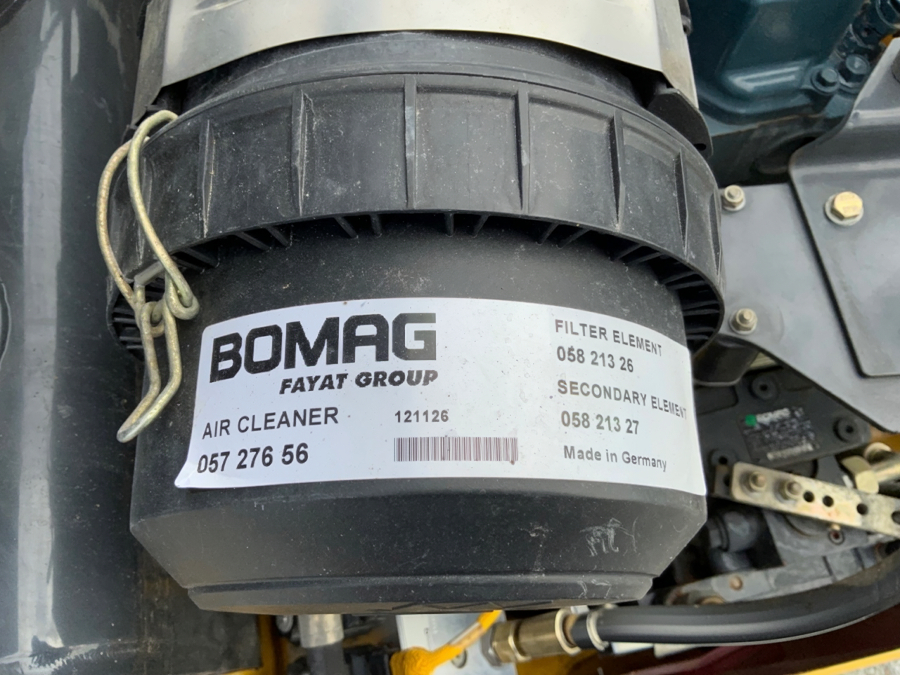 BOMAG
FAYAT GROUP
AIR CLEANER
057 276 56
121126
FILTER ELEMENT
058 213 26
SECONDARY ELEMENT
058 213 27
Made in Germany